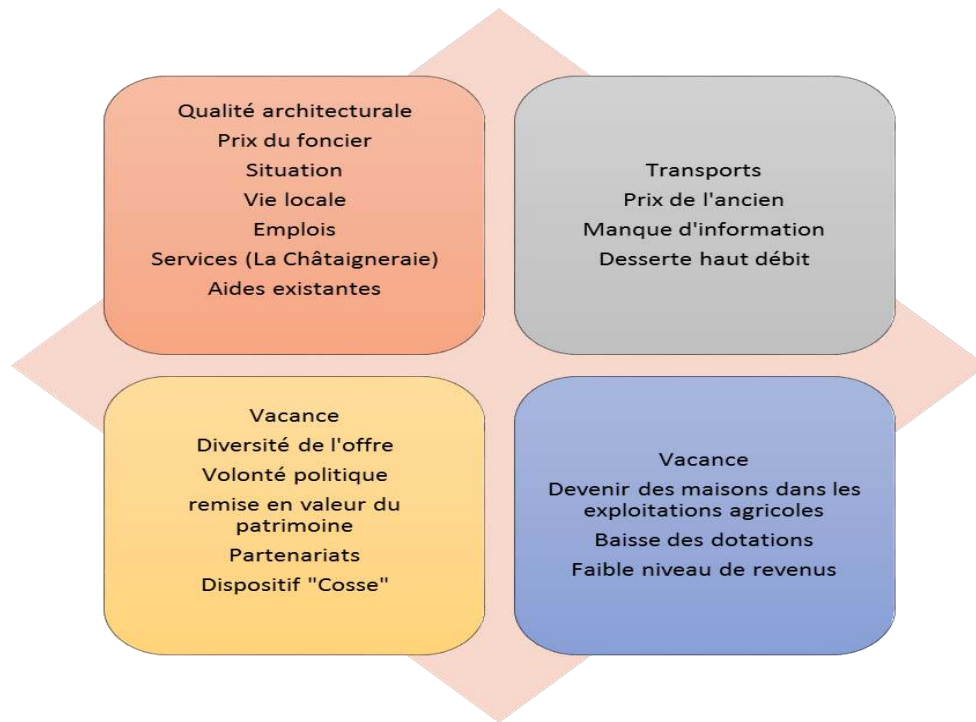 Qualité architecturale
Prix du foncier
Situation
Vie locale
Emplois
Services (La Châtaigneraie)
Aides existantes
Transports
Prix de l'ancien
Manque d'information
Desserte haut débit
Vacance
Diversité de l'offre
Volonté politique
remise en valeur du
patrimoine
Partenariats
Dispositif "Cosse"
Vacance
Devenir des maisons dans les
exploitations agricoles
Baisse des dotations
Faible niveau de revenus